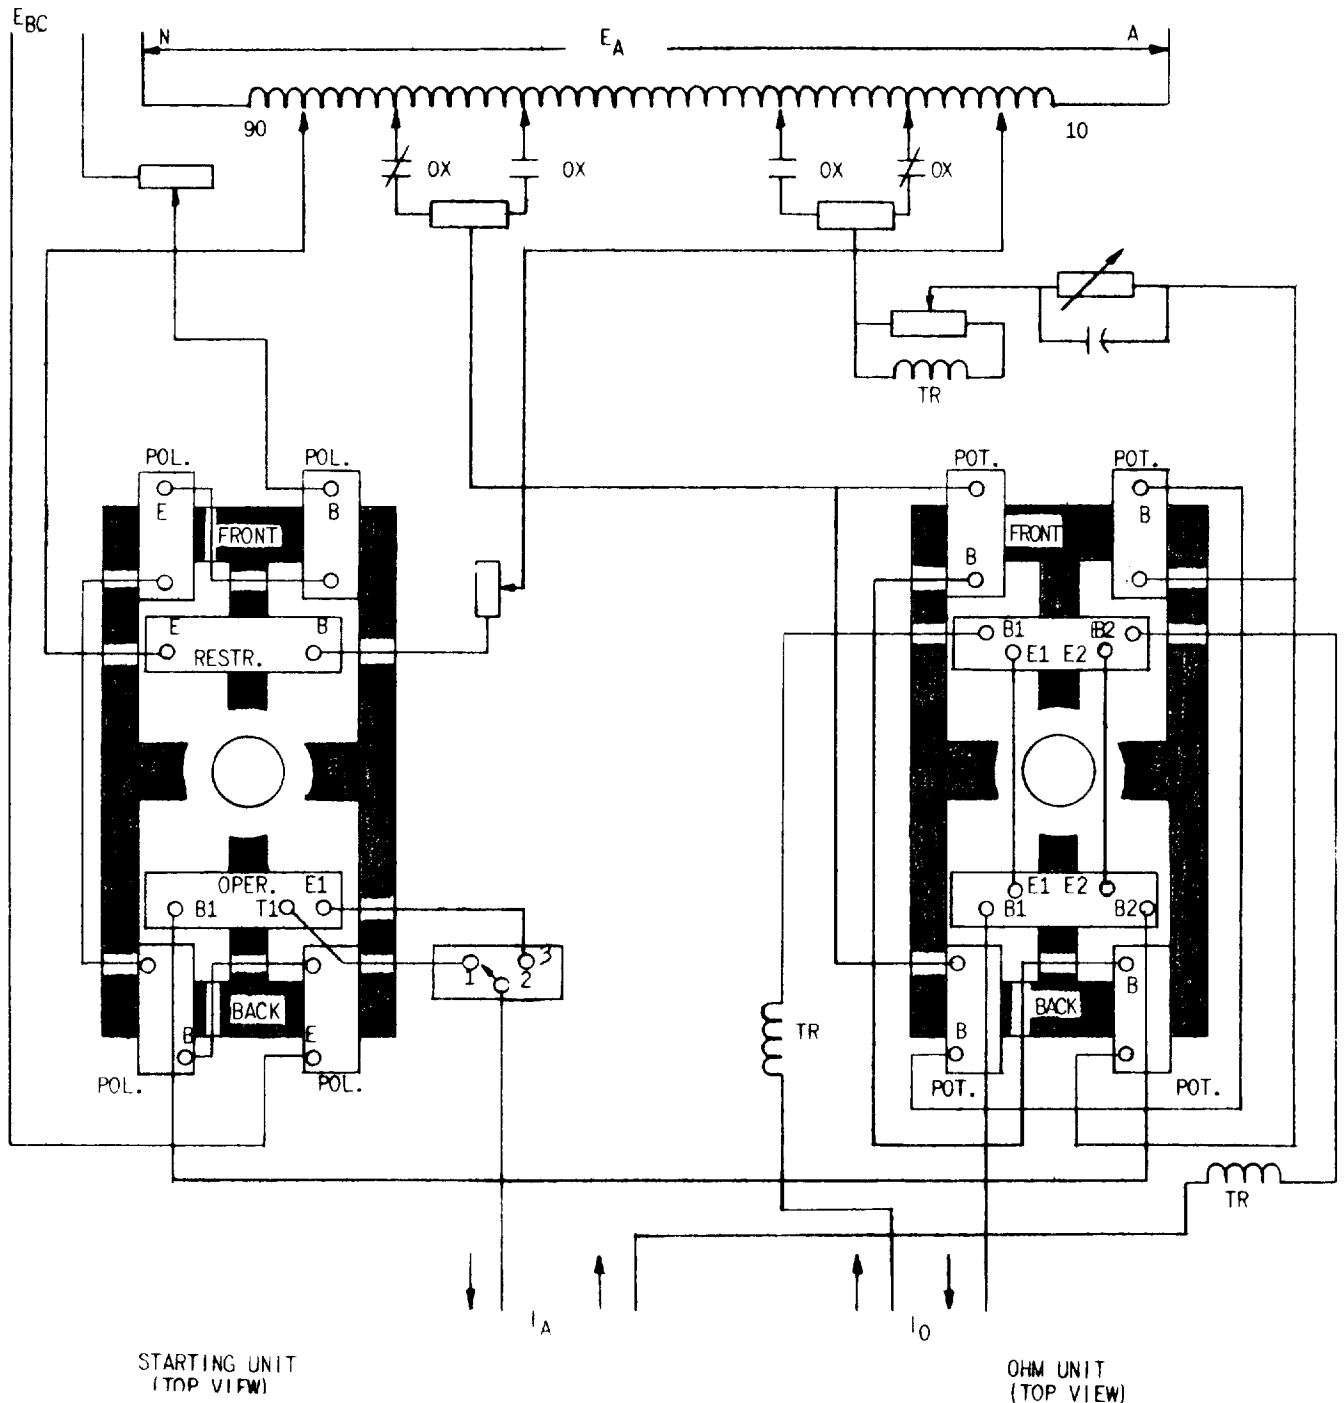 E_BC
N
E_A
A
90
10
OX
OX
OX
OX
TR
POL.
POL.
POT.
POT.
E
B
B
FRONT
FRONT
B
E
B
B1
B2
RESTR.
E1
E2
OPER.
E1
E1
E2
B1
T1
B1
B2
1
2
3
B
BACK
E
B
BACK
B
TR
POL.
POL.
POT.
POT.
TR
I_A
I_O
STARTING UNIT
(TOP VIEW)
OHM UNIT
(TOP VIEW)